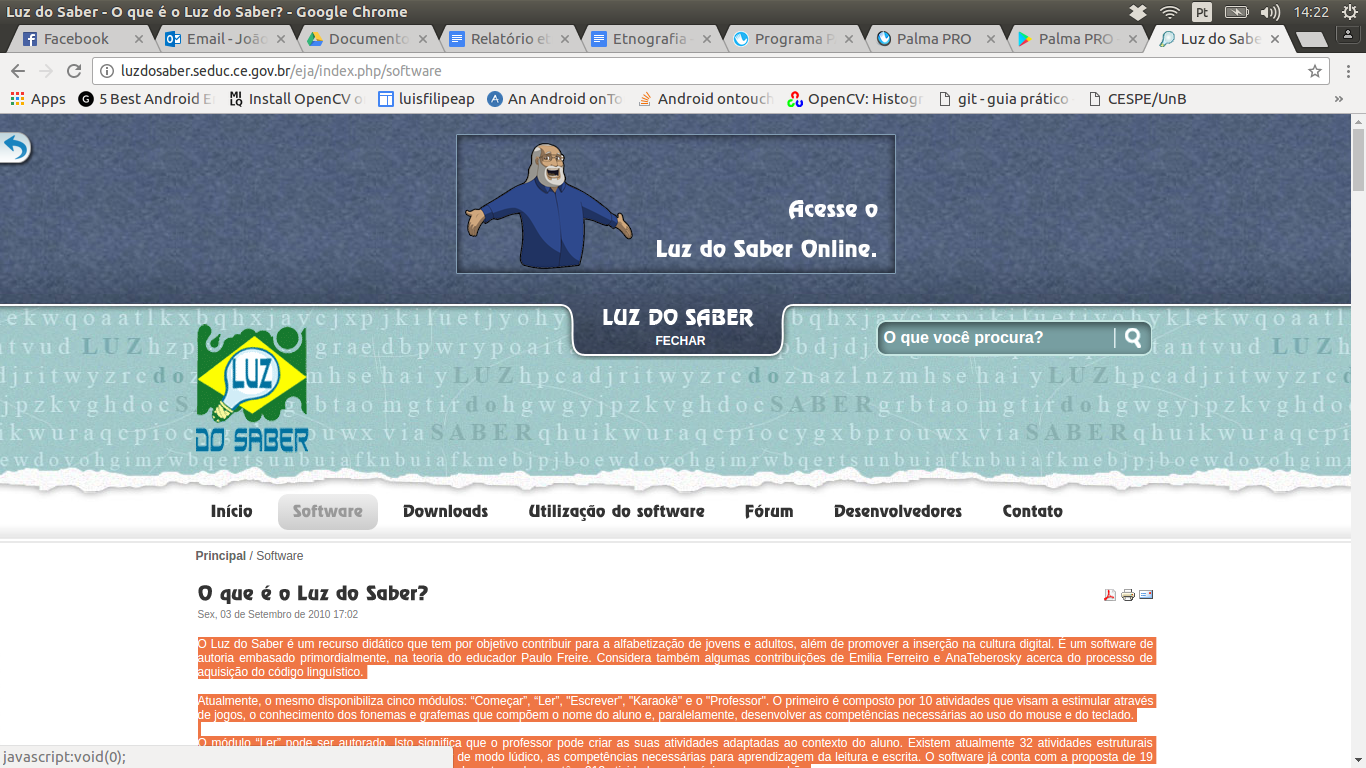 Luz do Saber - O que é o Luz do Saber? - Google Chrome
Pt
14:22
Facebook
Email - João
Documento
Relatório et
Etnografia -
Programa P
Palma PRO
Palma PRO
Luz do Sabe
luzdosaber.seduc.ce.gov.br/eja/index.php/software
Apps
5 Best Android E
Install OpenCV o
luisfilipeap
An Android onTo
Android ontouch
OpenCV: Histogr
git - guia prático
CESPE/UnB
»
Acesse o
Luz do Saber Online.
LUZ DO SABER
FECHAR
O que você procura?
LUZ
DO SABER
Início
Software
Downloads
Utilização do software
Fórum
Desenvolvedores
Contato
Principal / Software
O que é o Luz do Saber?
Sex, 03 de Setembro de 2010 17:02
O Luz do Saber é um recurso didático que tem por objetivo contribuir para a alfabetização de jovens e adultos, além de promover a inserção na cultura digital. É um software de
autoria embasado primordialmente, na teoria do educador Paulo Freire. Considera também algumas contribuições de Emilia Ferreiro e AnaTeberosky acerca do processo de
aquisição do código linguístico.
Atualmente, o mesmo disponibiliza cinco módulos: “Começar”, “Ler”, "Escrever", "Karaokê" e o "Professor". O primeiro é composto por 10 atividades que visam a estimular através
de jogos, o conhecimento dos fonemas e grafemas que compõem o nome do aluno e, paralelamente, desenvolver as competências necessárias ao uso do mouse e do teclado.
O módulo “Ler” pode ser autorado. Isto significa que o professor pode criar as suas atividades adaptadas ao contexto do aluno. Existem atualmente 32 atividades estruturais
de modo lúdico, as competências necessárias para aprendizagem da leitura e escrita. O software já conta com a proposta de 19
javascript:void(0);